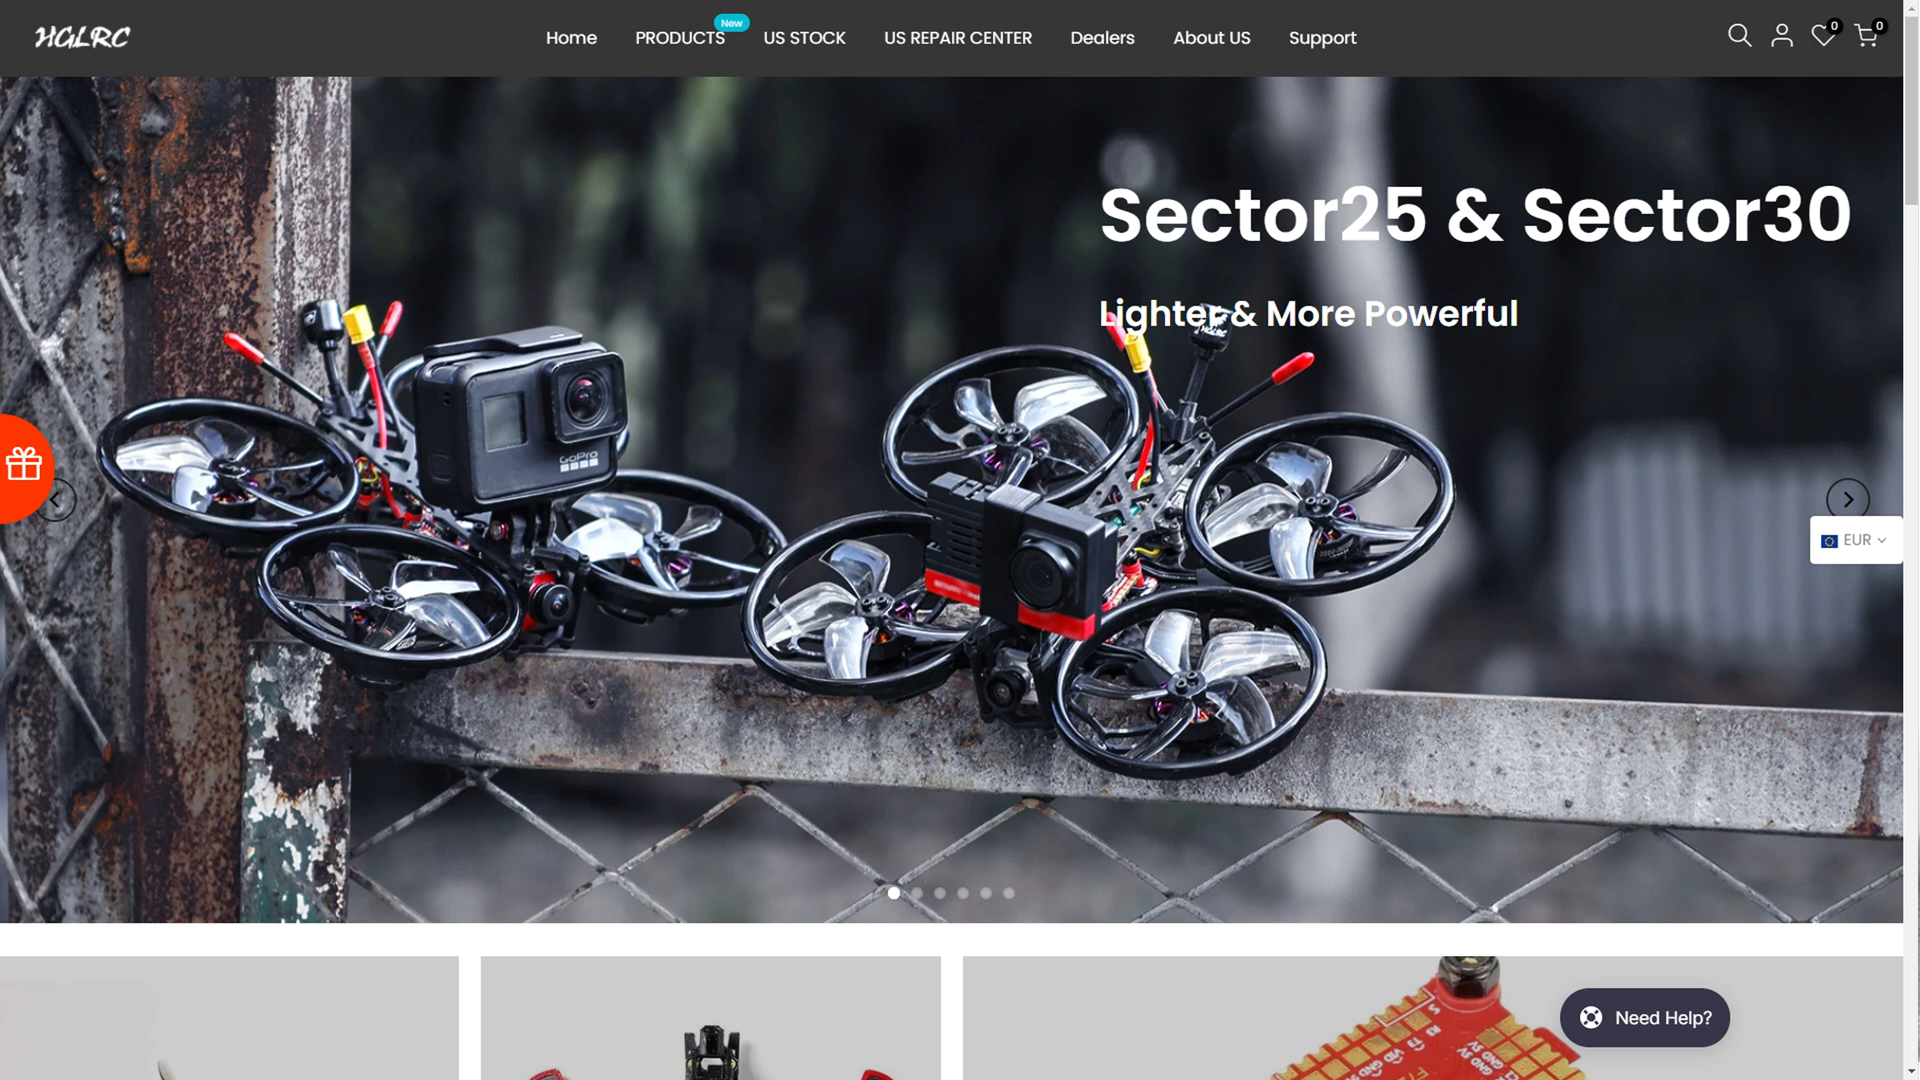 HGLRC
Home
PRODUCTS
New
US STOCK
US REPAIR CENTER
Dealers
About US
Support
0
0
Sector25 & Sector30
Lighter & More Powerful
HGLRC
GoPro
EUR
Need Help?